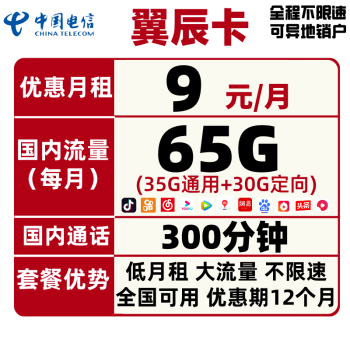 中国电信
CHINA TELECOM
翼辰卡
全程不限速
可异地销户
优惠月租
9 元/月
国内流量
(每月)
65G
(35G通用+30G定向)
国内通话
300分钟
套餐优势
低月租 大流量 不限速
全国可用 优惠期12个月